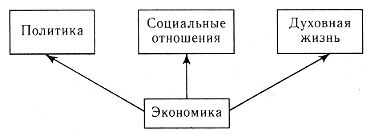 Политика
Социальные
отношения
Духовная
жизнь
Экономика